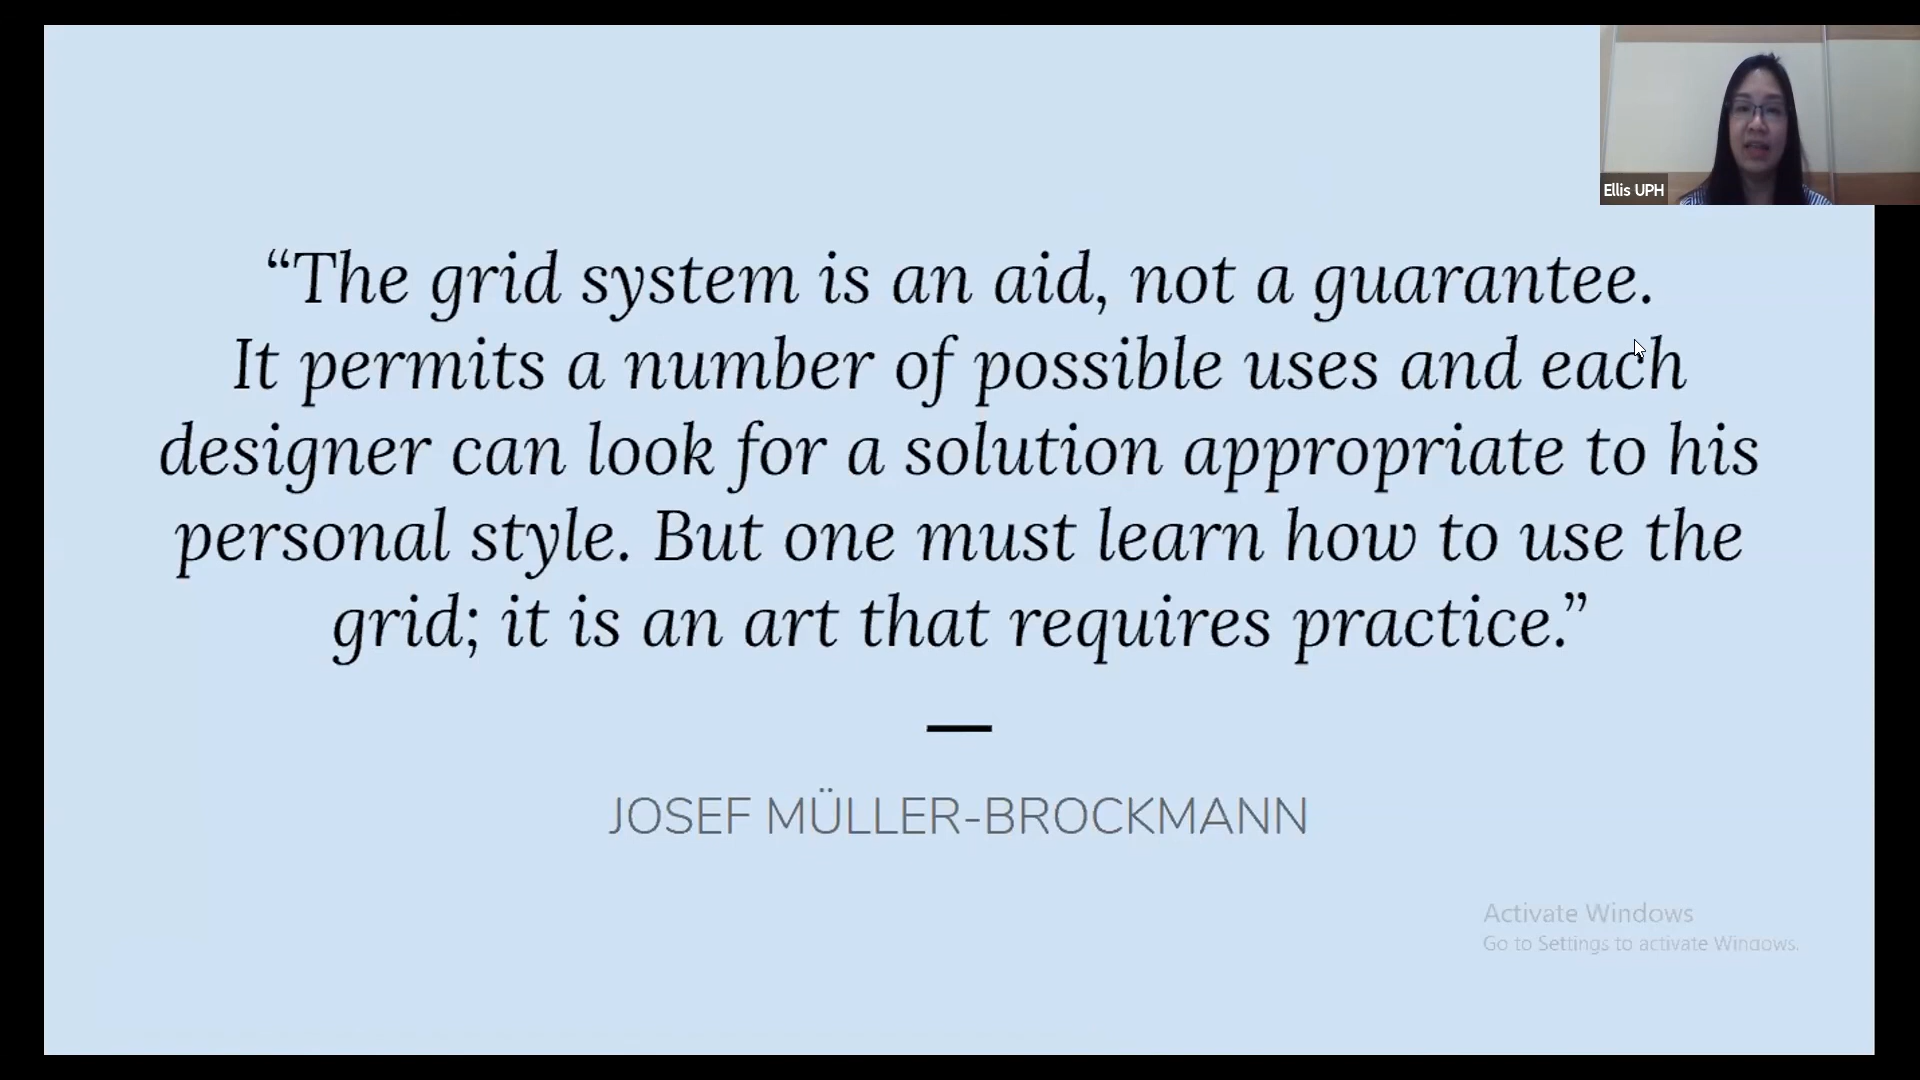 Ellis UPH
“The grid system is an aid, not a guarantee.
It permits a number of possible uses and each
designer can look for a solution appropriate to his
personal style. But one must learn how to use the
grid; it is an art that requires practice.”
JOSEF MÜLLER-BROCKMANN
Activate Windows
Go to Settings to activate Windows.